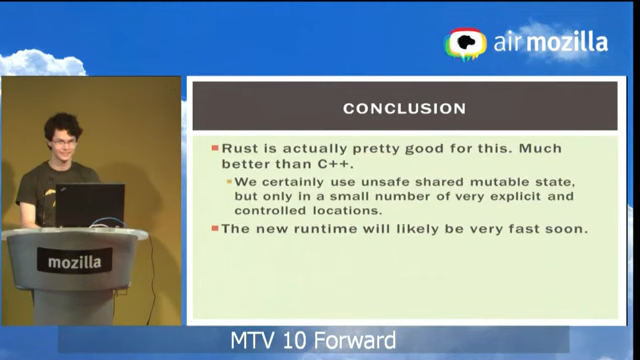 air mozilla
CONCLUSION
Rust is actually pretty good for this. Much
better than C++.
We certainly use unsafe shared mutable state,
but only in a small number of very explicit and
controlled locations.
The new runtime will likely be very fast soon.
mozilla
MTV 10 Forward